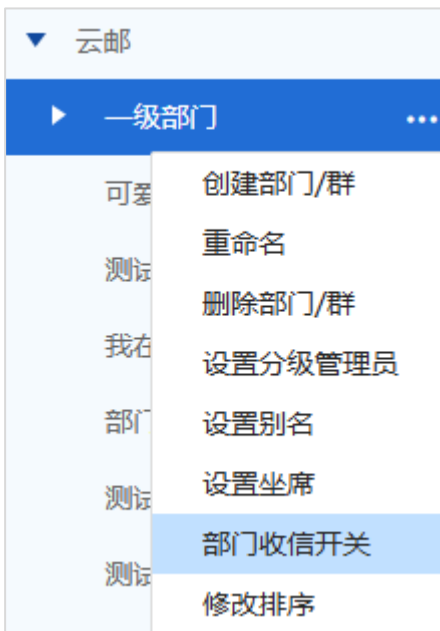 云邮
一级部门
创建部门/群
重命名
删除部门/群
设置分级管理员
设置别名
设置坐席
部门收信开关
修改排序
可
测试
我在
部门
测试
测试